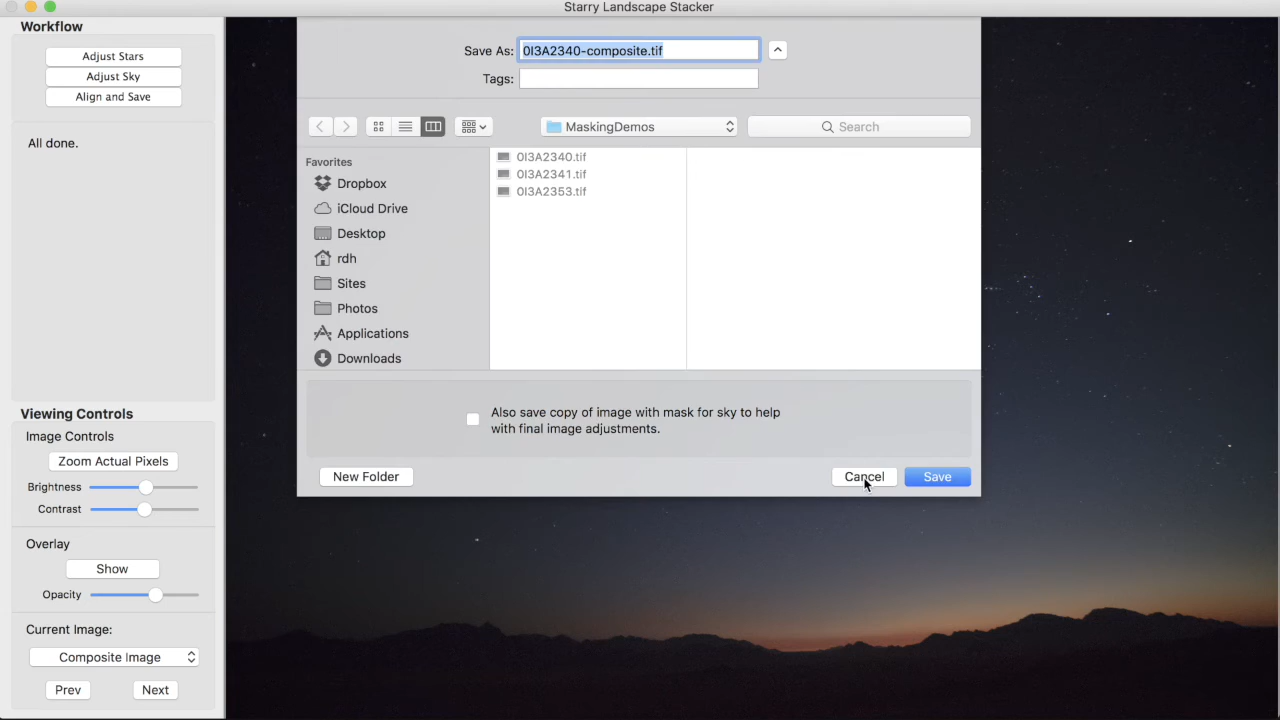 Starry Landscape Stacker
Workflow
Adjust Stars
Adjust Sky
Align and Save
All done.
Viewing Controls
Image Controls
Zoom Actual Pixels
Brightness
Contrast
Overlay
Show
Opacity
Current Image:
Composite Image
Prev Next
Save As: 0I3A2340-composite.tif
Tags:
MaskingDemos Search
Favorites
Dropbox
iCloud Drive
Desktop
rdh
Sites
Photos
Applications
Downloads
0I3A2340.tif
0I3A2341.tif
0I3A2353.tif
Also save copy of image with mask for sky to help
with final image adjustments.
New Folder Cancel Save